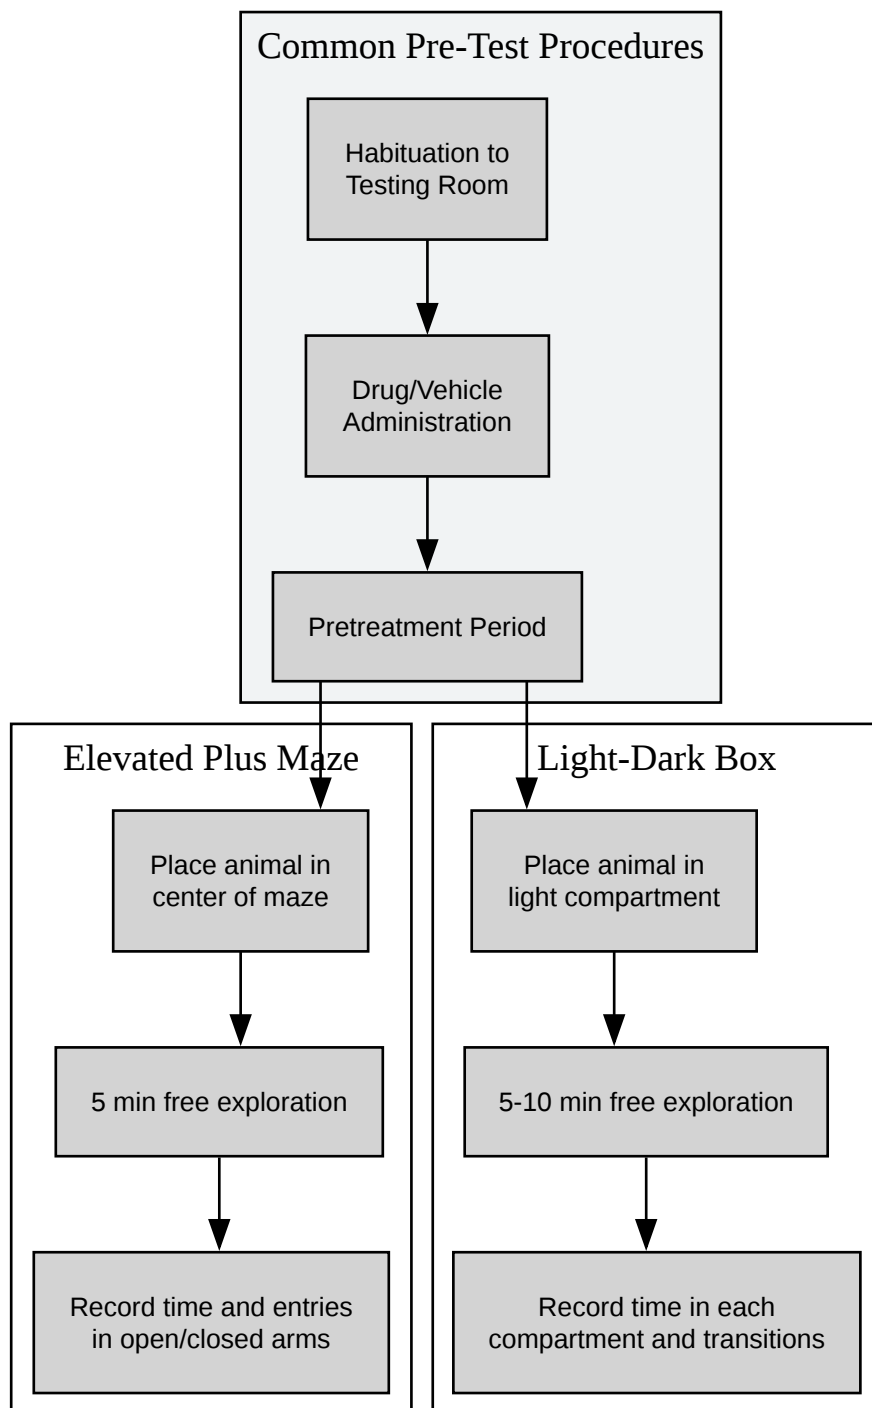 Common Pre-Test Procedures
Habituation to
Testing Room
Drug/Vehicle
Administration
Pretreatment Period
Elevated Plus Maze
Place animal in
center of maze
5 min free exploration
Record time and entries
in open/closed arms
Light-Dark Box
Place animal in
light compartment
5-10 min free exploration
Record time in each
compartment and transitions